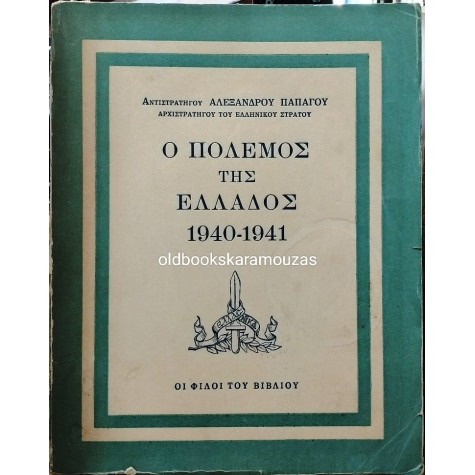 ΑΝΤΙΣΤΡΑΤΗΓΟΥ ΑΛΕΞΑΝΔΡΟΥ ΠΑΠΑΓΟΥ
ΑΡΧΙΣΤΡΑΤΗΓΟΥ ΤΟΥ ΕΛΛΗΝΙΚΟΥ ΣΤΡΑΤΟΥ
Ο ΠΟΛΕΜΟΣ
ΤΗΣ
ΕΛΛΑΔΟΣ
1940-1941
oldbookskaramouzas
ΟΙ ΦΙΛΟΙ ΤΟΥ ΒΙΒΛΙΟΥ